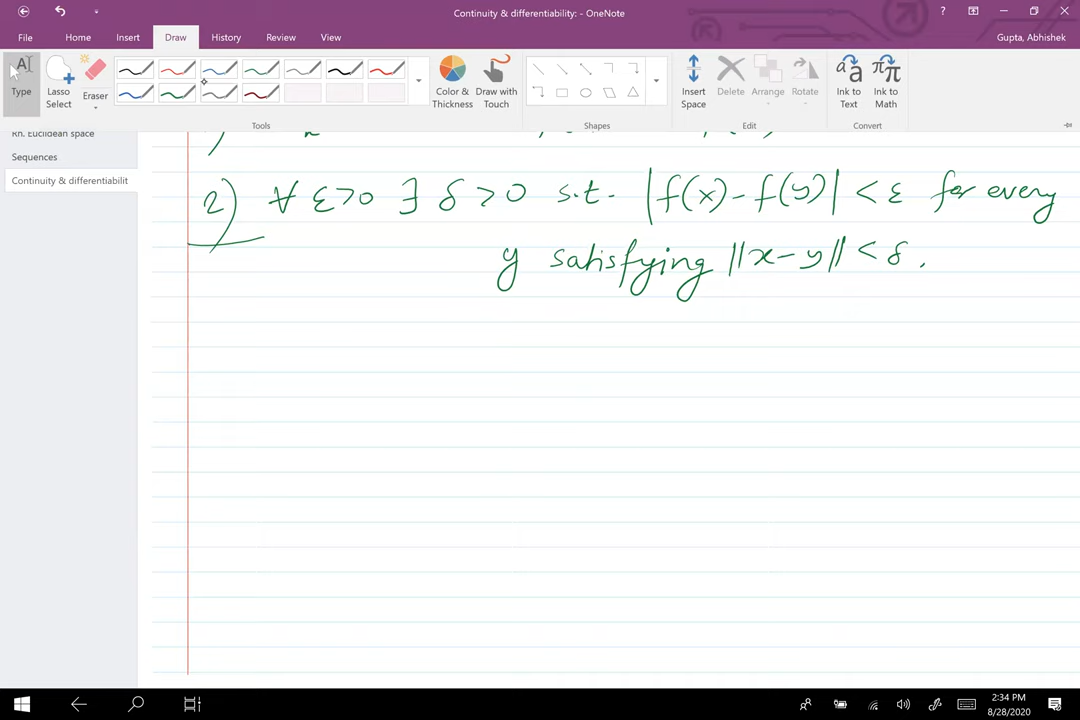 Continuity & differentiability: - OneNote
?
File Home Insert Draw History Review View
Gupta, Abhishek
Type
Lasso Select
Eraser
Color & Thickness
Draw with Touch
Insert Space
Delete
Arrange
Rotate
Ink to Text
Ink to Math
Tools
Shapes
Edit
Convert
Rn. Euclidean space
Sequences
Continuity & differentiabilit
2) ∀ ε>0 ∃ δ>0 s.t. |f(x)-f(y)| < ε for every
y satisfying ||x-y|| < δ.
2:34 PM
8/28/2020